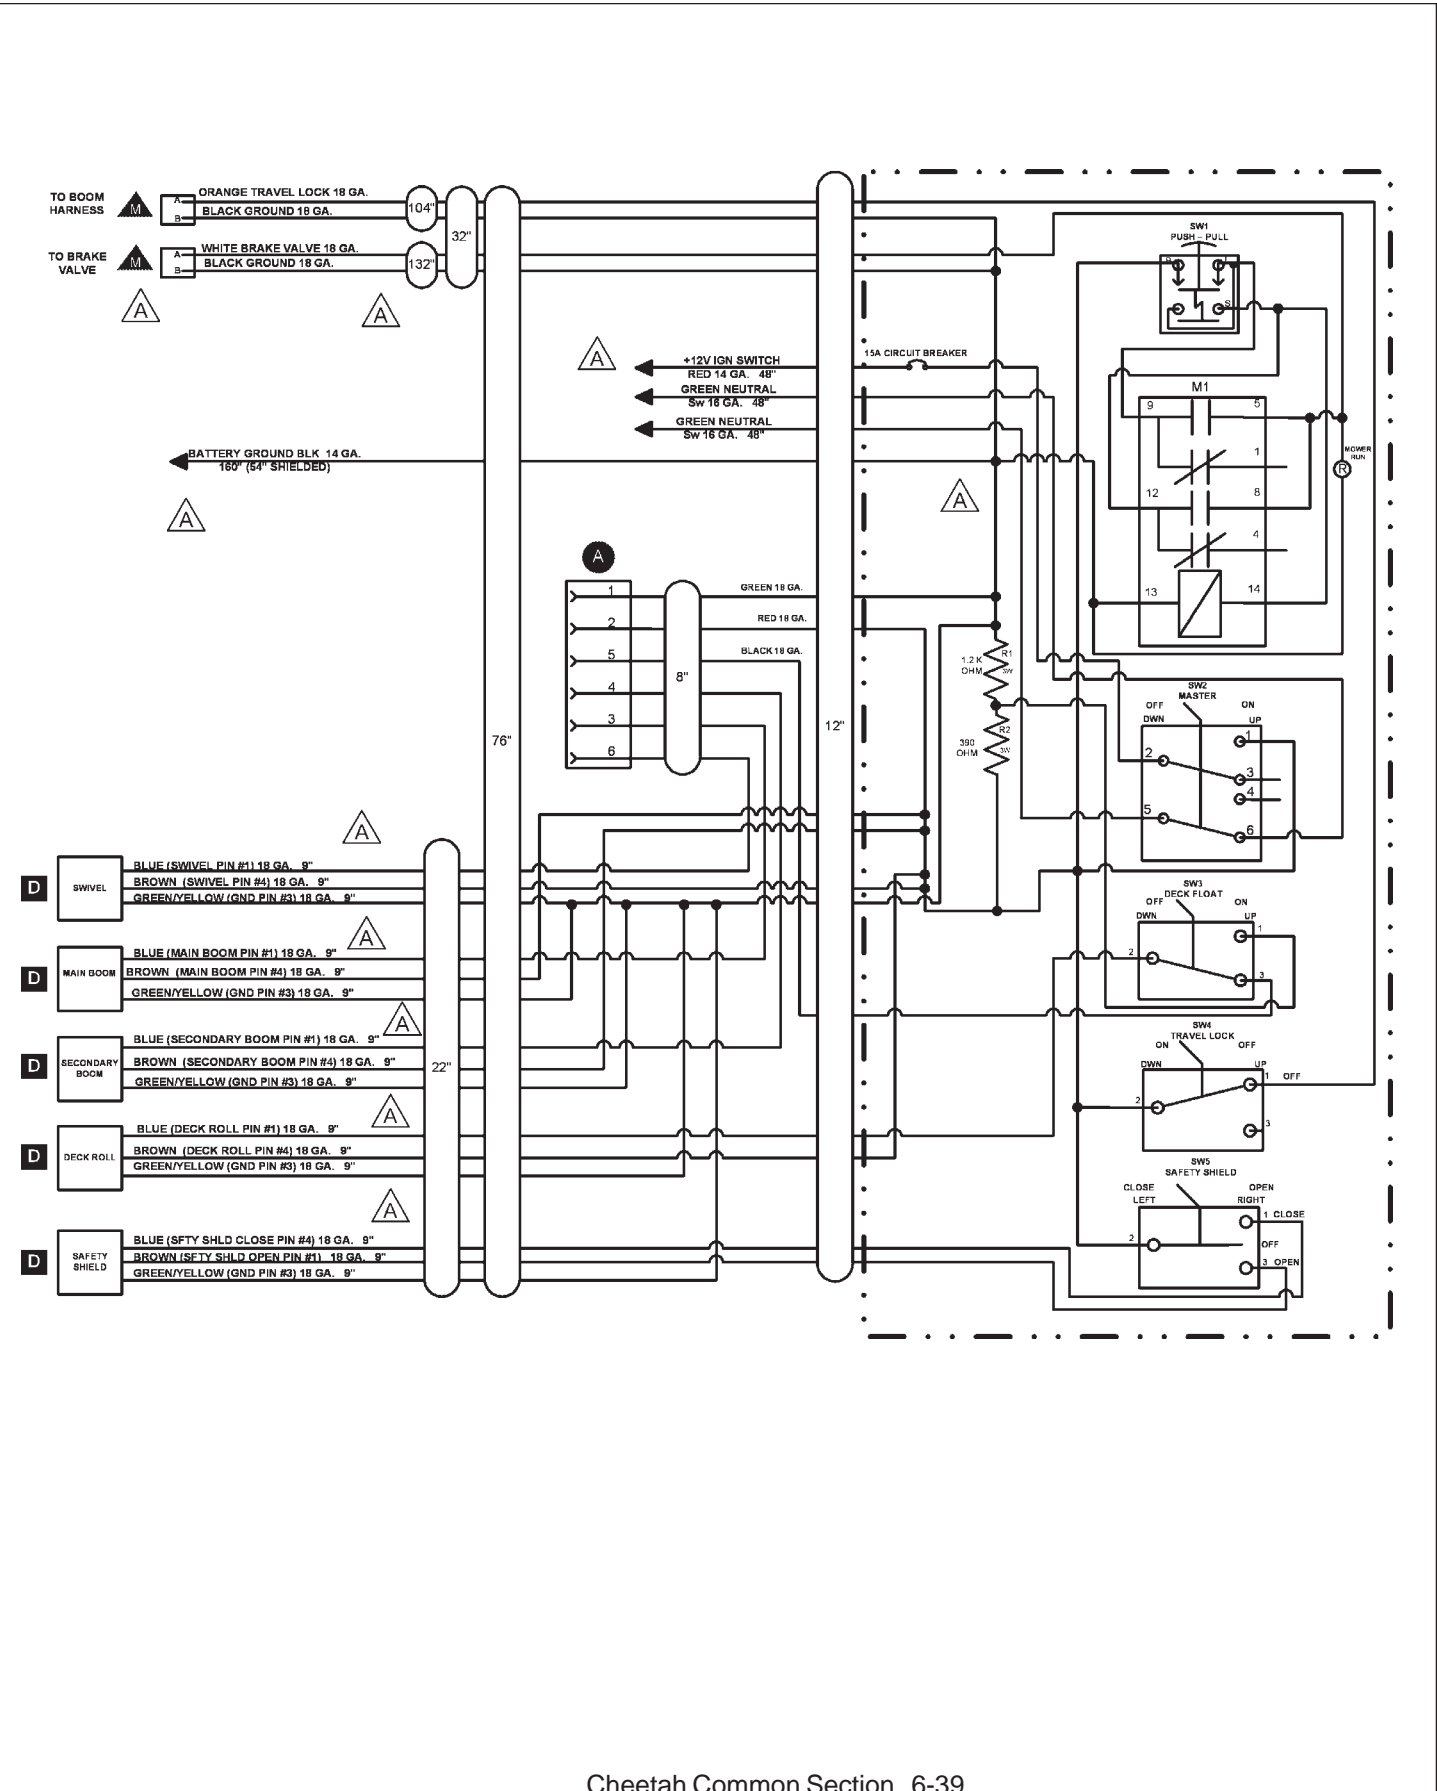 TO BOOM
HARNESS
M
A
B
ORANGE TRAVEL LOCK 18 GA.
BLACK GROUND 18 GA.
104"
32"
TO BRAKE
VALVE
M
A
B
WHITE BRAKE VALVE 18 GA.
BLACK GROUND 18 GA.
132"
A
A
A
+12V IGN SWITCH
RED 14 GA. 48"
GREEN NEUTRAL
Sw 16 GA. 48"
GREEN NEUTRAL
Sw 16 GA. 48"
BATTERY GROUND BLK 14 GA.
160" (54" SHIELDED)
A
A
15A CIRCUIT BREAKER
SW1
PUSH - PULL
S
M1
9
5
1
12
8
4
13
14
MOWER
RUN
R
A
1
2
5
4
3
6
8"
GREEN 18 GA.
RED 18 GA.
BLACK 18 GA.
76"
12"
1.2 K
OHM
R1
3W
390
OHM
R2
3W
SW2
MASTER
OFF
ON
DWN
UP
1
2
3
4
5
6
A
D
SWIVEL
BLUE (SWIVEL PIN #1) 18 GA. 9"
BROWN (SWIVEL PIN #4) 18 GA. 9"
GREEN/YELLOW (GND PIN #3) 18 GA. 9"
A
SW3
DECK FLOAT
OFF
ON
DWN
UP
1
2
3
D
MAIN BOOM
BLUE (MAIN BOOM PIN #1) 18 GA. 9"
BROWN (MAIN BOOM PIN #4) 18 GA. 9"
GREEN/YELLOW (GND PIN #3) 18 GA. 9"
A
SW4
TRAVEL LOCK
ON
OFF
DWN
UP
1
OFF
2
3
D
SECONDARY
BOOM
BLUE (SECONDARY BOOM PIN #1) 18 GA. 9"
BROWN (SECONDARY BOOM PIN #4) 18 GA. 9"
GREEN/YELLOW (GND PIN #3) 18 GA. 9"
22"
A
D
DECK ROLL
BLUE (DECK ROLL PIN #1) 18 GA. 9"
BROWN (DECK ROLL PIN #4) 18 GA. 9"
GREEN/YELLOW (GND PIN #3) 18 GA. 9"
A
SW5
SAFETY SHIELD
CLOSE
OPEN
LEFT
RIGHT
1 CLOSE
2
OFF
3 OPEN
D
SAFETY
SHIELD
BLUE (SFTY SHLD CLOSE PIN #4) 18 GA. 9"
BROWN (SFTY SHLD OPEN PIN #1) 18 GA. 9"
GREEN/YELLOW (GND PIN #3) 18 GA. 9"
Cheetah Common Section 6-39